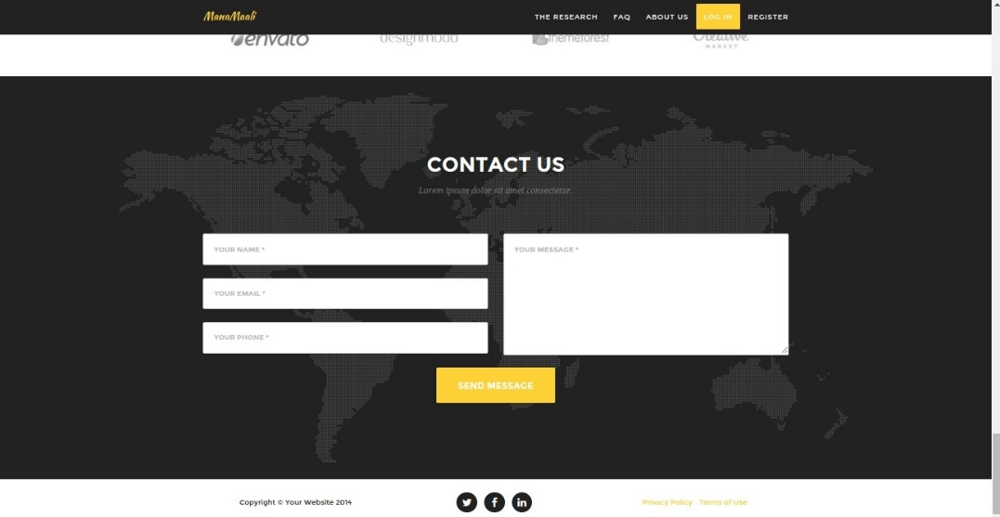 ManaMaali
THE RESEARCH FAQ ABOUT US LOG IN REGISTER
envato designmodo themeforest Creative
MARKET
CONTACT US
Lorem ipsum dolor sit amet consectetur.
YOUR NAME *
YOUR MESSAGE *
YOUR EMAIL *
YOUR PHONE *
SEND MESSAGE
Copyright © Your Website 2014
Privacy Policy Terms of Use